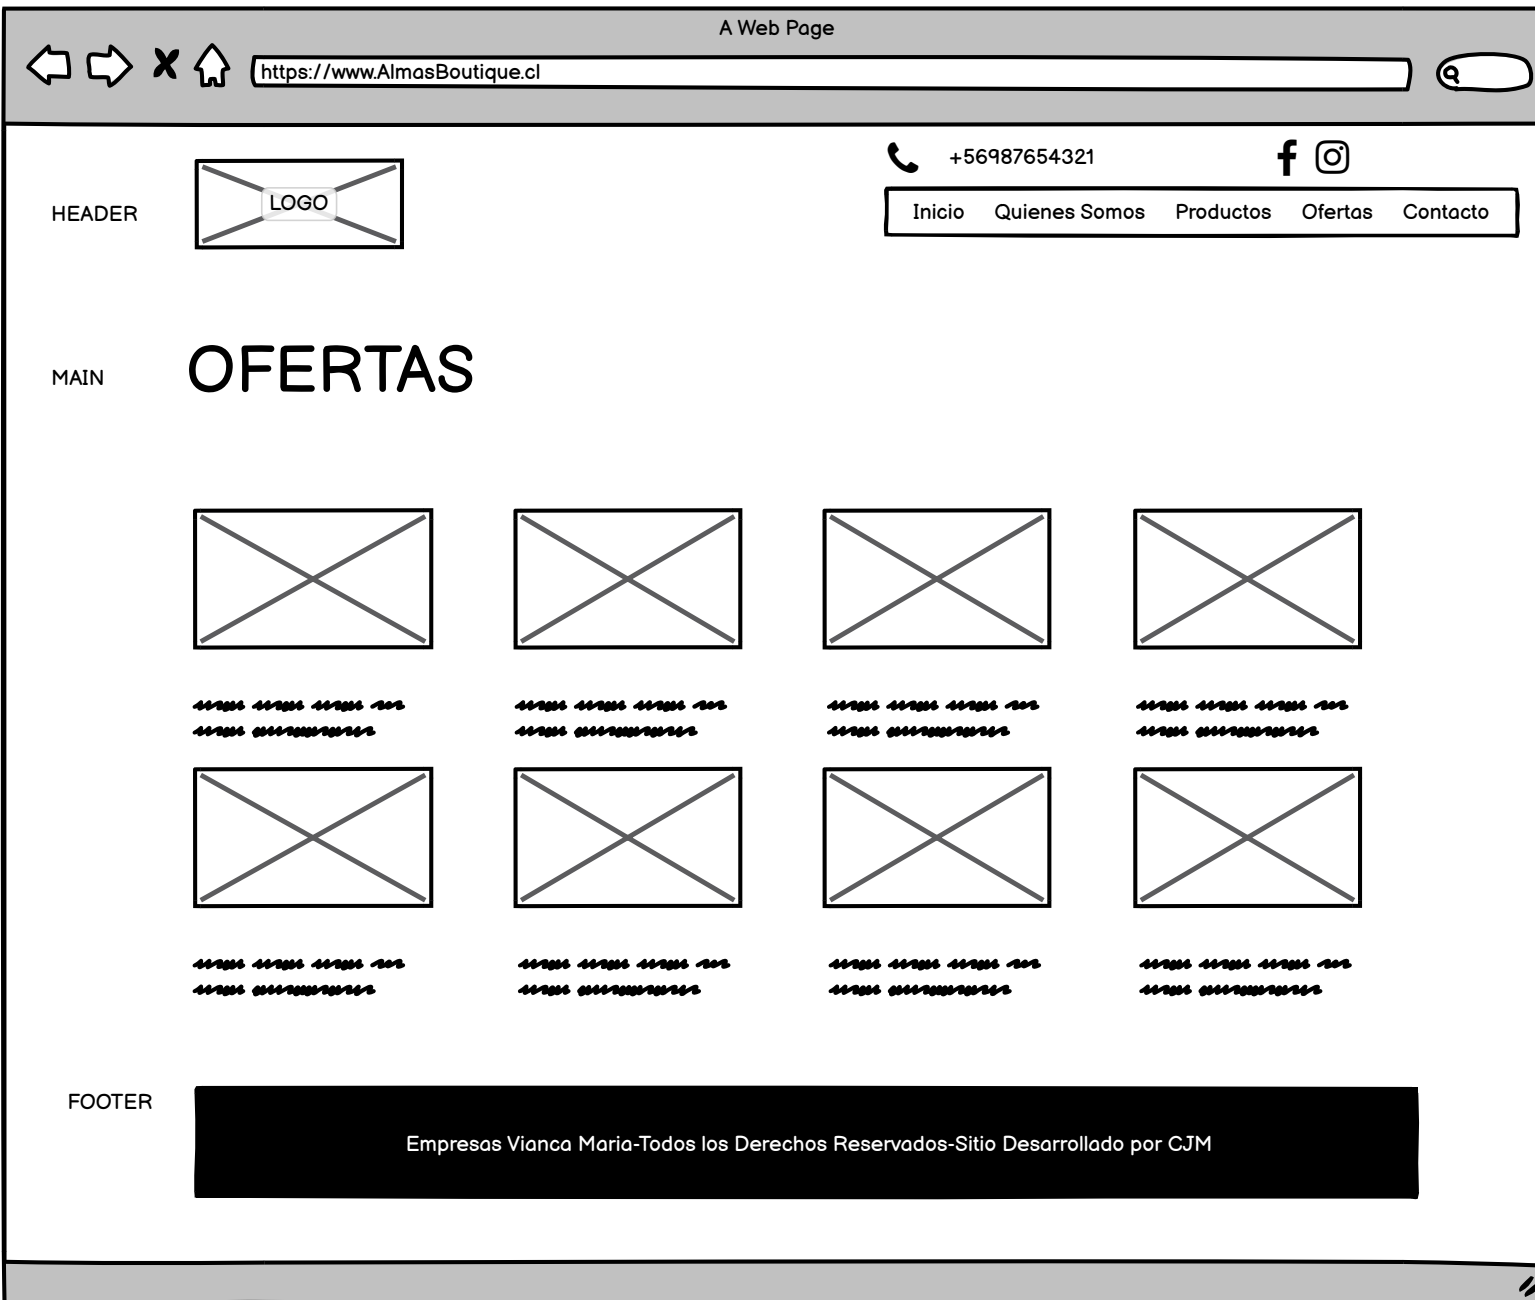 A Web Page
https://www.AlmasBoutique.cl
+56987654321
HEADER
LOGO
Inicio Quienes Somos Productos Ofertas Contacto
MAIN
OFERTAS
FOOTER
Empresas Vianca Maria-Todos los Derechos Reservados-Sitio Desarrollado por CJM